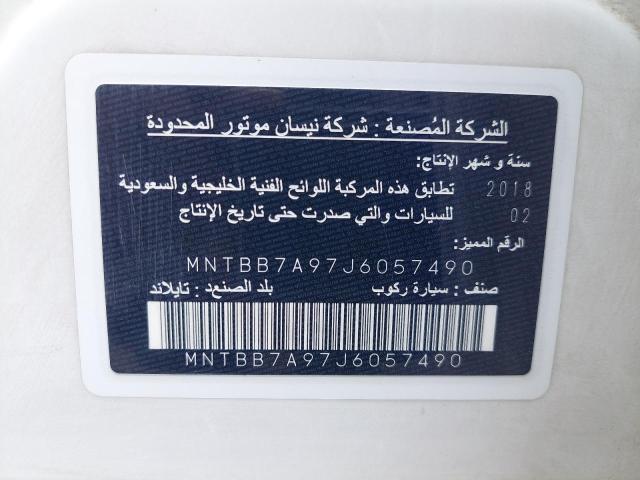 الشركة المُصنعة : شركة نيسان موتور المحدودة
سنة و شهر الإنتاج:
2018 تطابق هذه المركبة اللوائح الفنية الخليجية والسعودية
02 للسيارات والتي صدرت حتى تاريخ الإنتاج
الرقم المميز:
MNTBB7A97J6057490
صنف : سيارة ركوب بلد الصنعد : تايلاند
MNTBB7A97J6057490